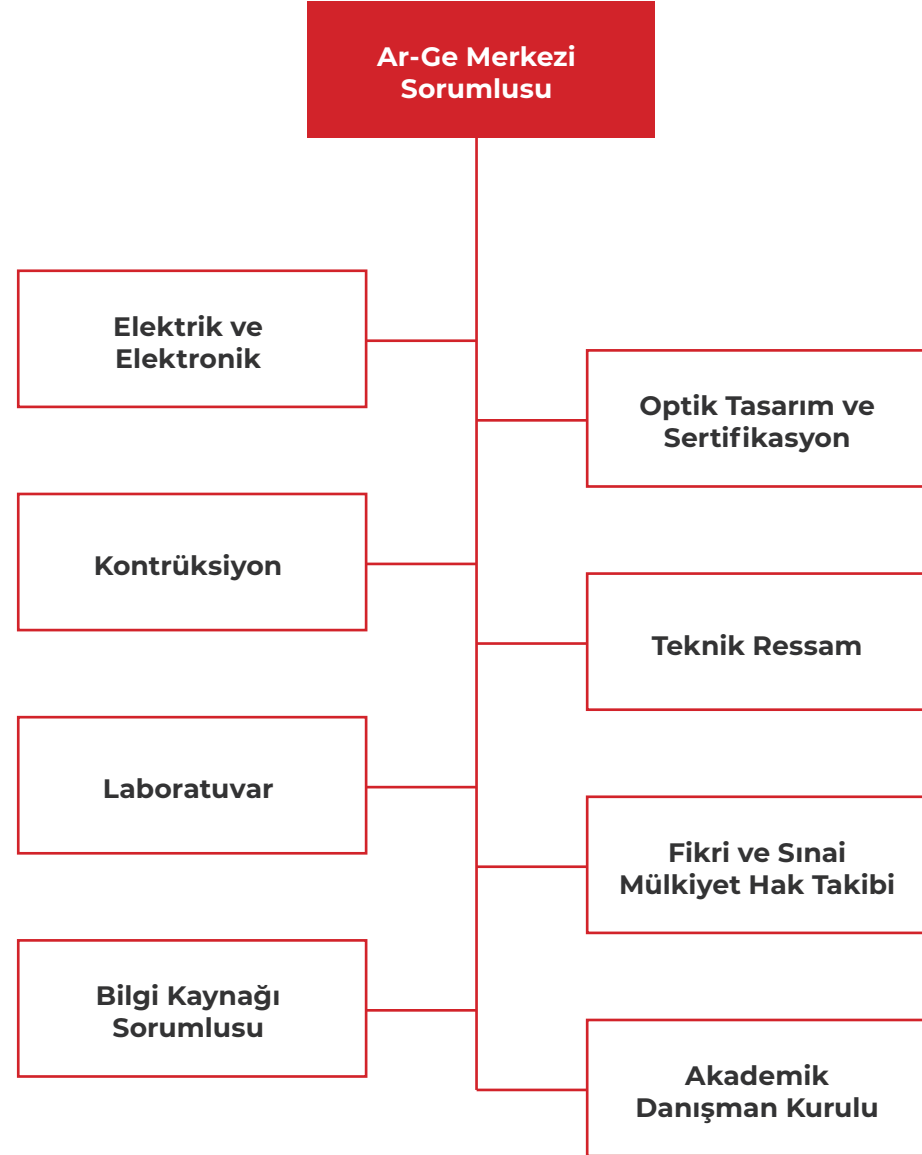 Ar-Ge Merkezi
Sorumlusu
Elektrik ve
Elektronik
Optik Tasarım ve
Sertifikasyon
Kontrüksiyon
Teknik Ressam
Laboratuvar
Fikri ve Sınai
Mülkiyet Hak Takibi
Bilgi Kaynağı
Sorumlusu
Akademik
Danışman Kurulu